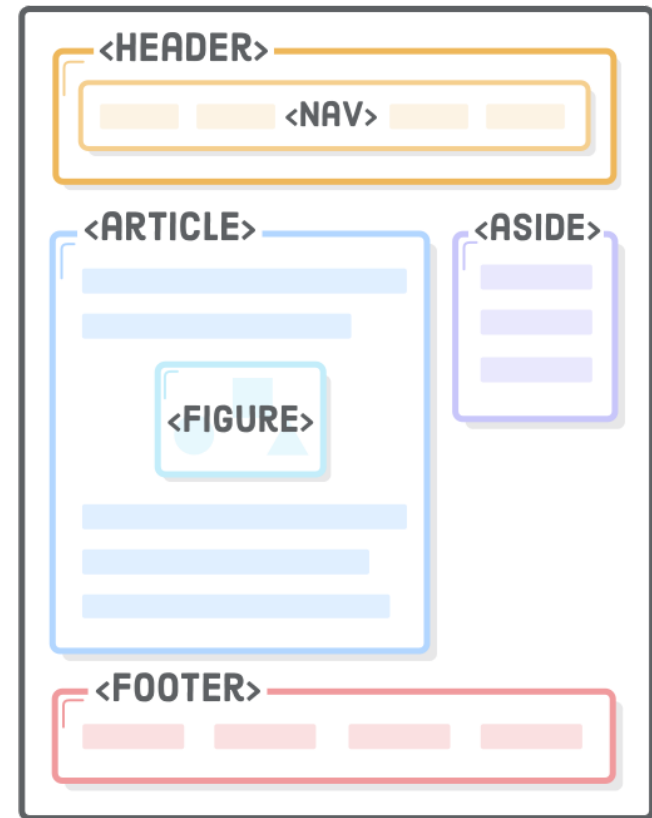 <HEADER>
<NAV>
<ARTICLE>
<ASIDE>
<FIGURE>
<FOOTER>